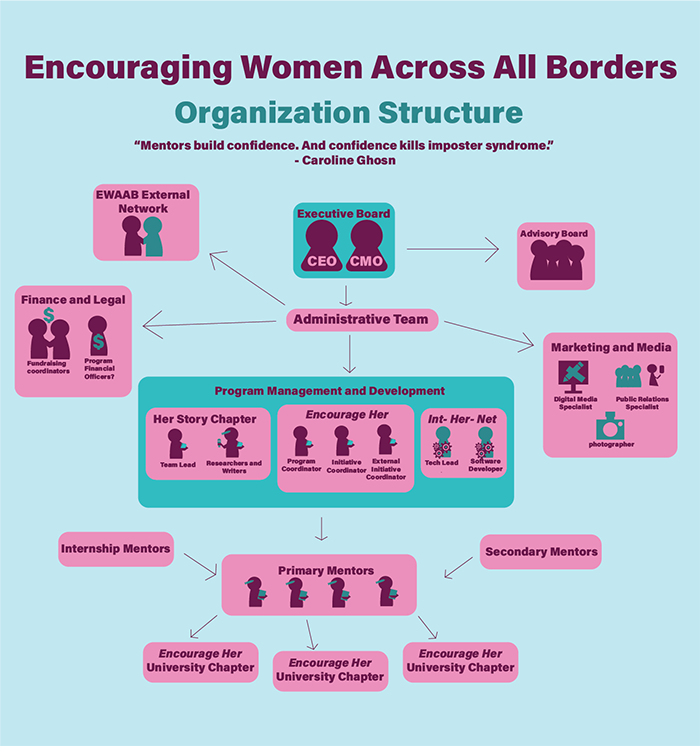 Encouraging Women Across All Borders
Organization Structure
“Mentors build confidence. And confidence kills imposter syndrome.”
- Caroline Ghosn
EWAAB External
Network
Executive Board
CEO
CMO
Advisory Board
Finance and Legal
$
$
Fundraising
coordinators
Program
Financial
Officers?
Administrative Team
Marketing and Media
Digital Media
Specialist
Public Relations
Specialist
photographer
Program Management and Development
Her Story Chapter
Team Lead
Researchers and
Writers
Encourage Her
Program
Coordinator
Initiative
Coordinator
External
Initiative
Coordinator
Int- Her- Net
Tech Lead
Software
Developer
Internship Mentors
Secondary Mentors
Primary Mentors
Encourage Her
University Chapter
Encourage Her
University Chapter
Encourage Her
University Chapter